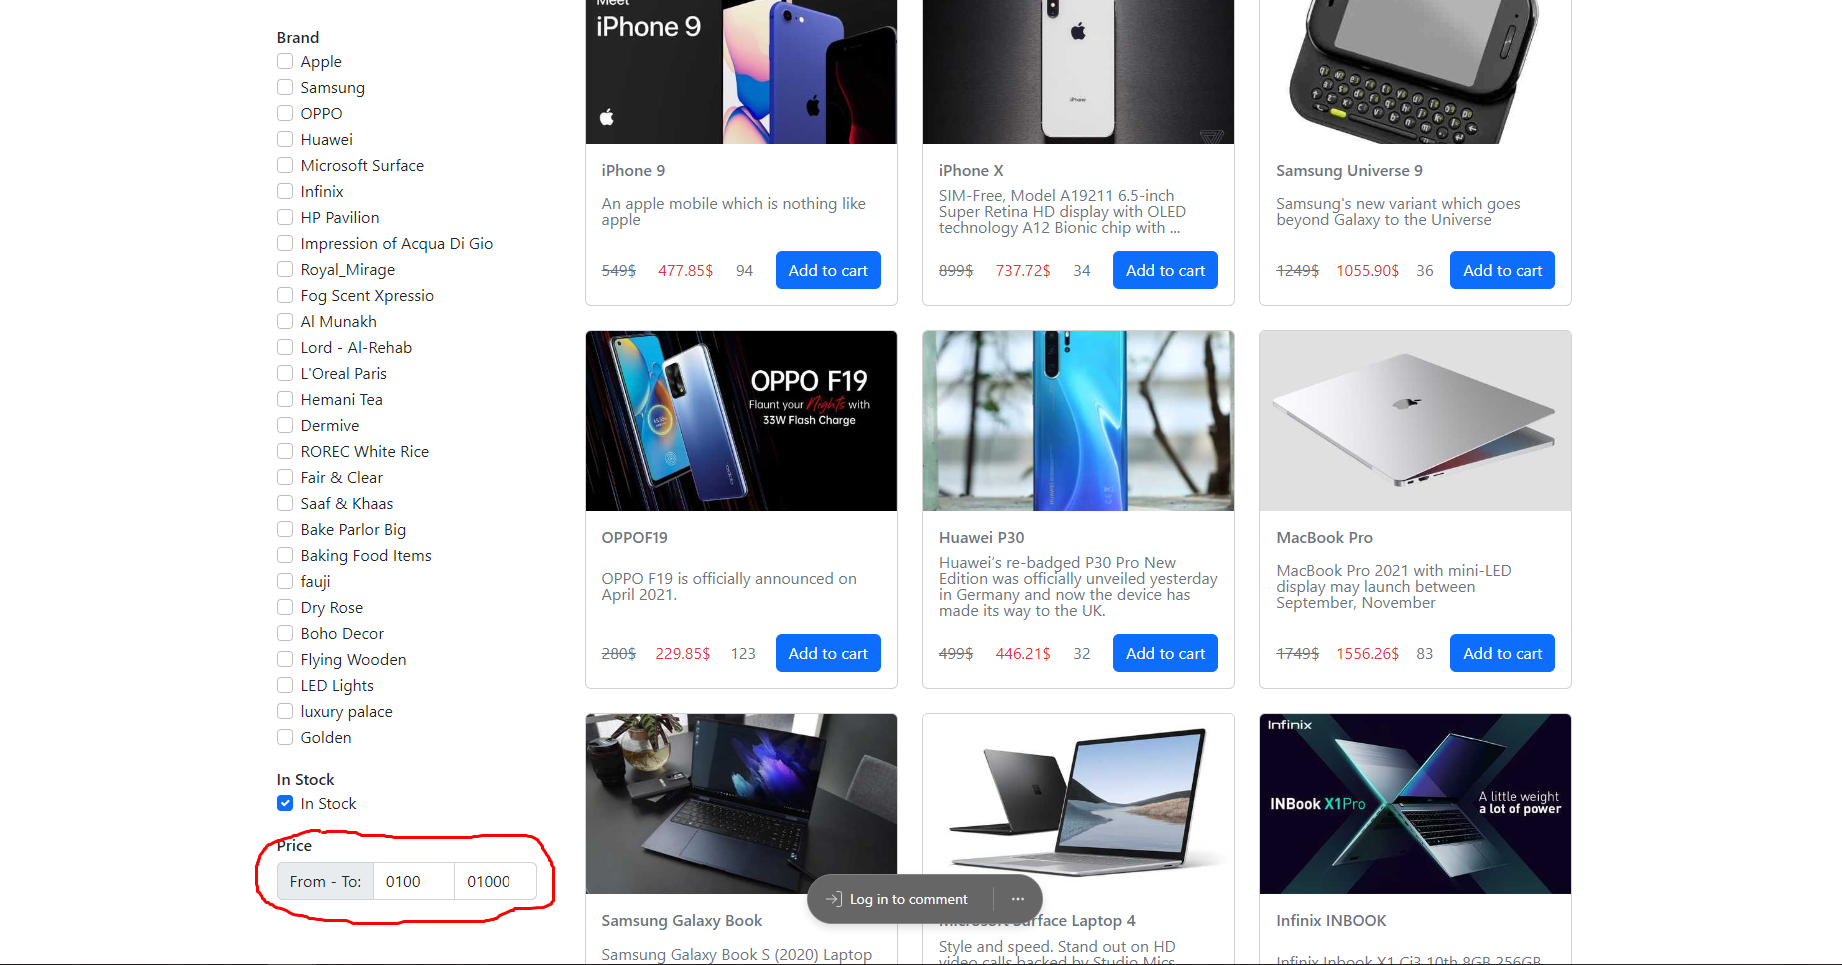 Brand
Apple
Samsung
OPPO
Huawei
Microsoft Surface
Infinix
HP Pavilion
Impression of Acqua Di Gio
Royal_Mirage
Fog Scent Xpressio
Al Munakh
Lord - Al-Rehab
L'Oreal Paris
Hemani Tea
Dermive
ROREC White Rice
Fair & Clear
Saaf & Khaas
Bake Parlor Big
Baking Food Items
fauji
Dry Rose
Boho Decor
Flying Wooden
LED Lights
luxury palace
Golden
In Stock
In Stock
Price
From - To: 0100 01000
Meet
iPhone 9
iPhone 9
An apple mobile which is nothing like
apple
549$ 477.85$ 94 Add to cart
iPhone
iPhone X
SIM-Free, Model A19211 6.5-inch
Super Retina HD display with OLED
technology A12 Bionic chip with ...
899$ 737.72$ 34 Add to cart
Samsung Universe 9
Samsung's new variant which goes
beyond Galaxy to the Universe
1249$ 1055.90$ 36 Add to cart
OPPO F19
Flaunt your Nights with
33W Flash Charge
OPPOF19
OPPO F19 is officially announced on
April 2021.
280$ 229.85$ 123 Add to cart
Huawei P30
Huawei’s re-badged P30 Pro New
Edition was officially unveiled yesterday
in Germany and now the device has
made its way to the UK.
499$ 446.21$ 32 Add to cart
MacBook Pro
MacBook Pro 2021 with mini-LED
display may launch between
September, November
1749$ 1556.26$ 83 Add to cart
Samsung Galaxy Book
Samsung Galaxy Book S (2020) Laptop
Microsoft Surface Laptop 4
Style and speed. Stand out on HD
video calls backed by Studio Mics
Infinix
INBook X1Pro
A little weight
a lot of power
Infinix INBOOK
Infinix Inbook X1 Ci3 10th 8GB 256GB
Log in to comment